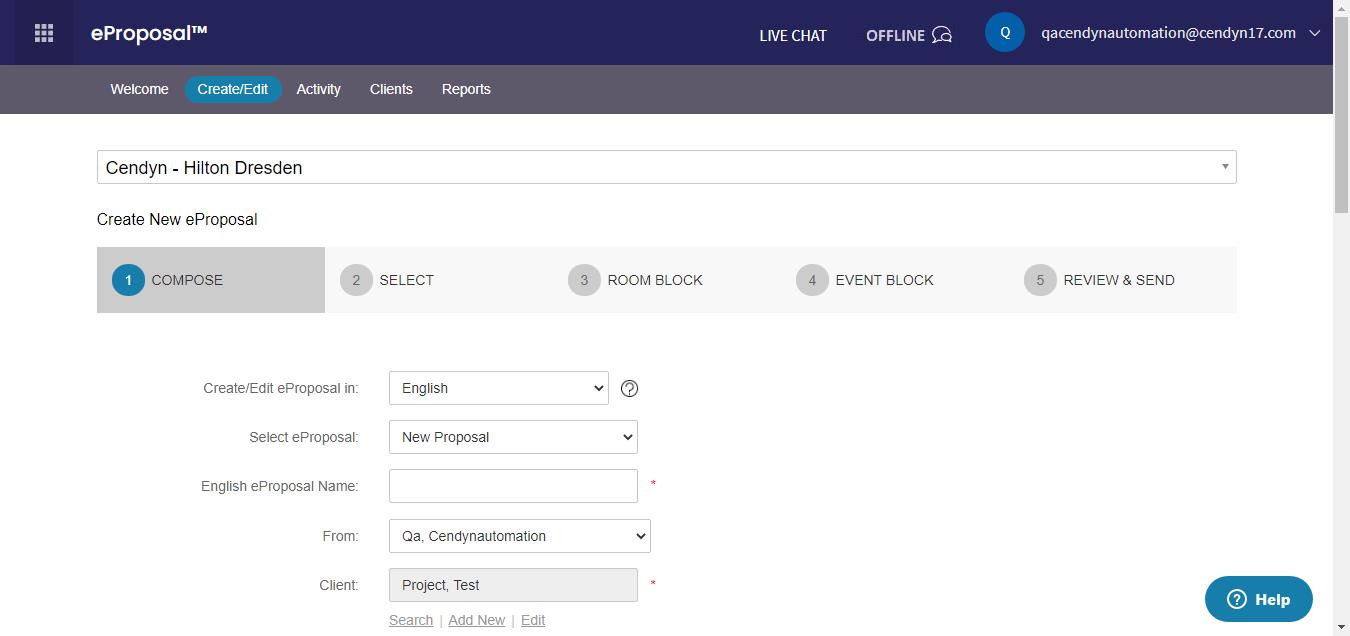 eProposal™
LIVE CHAT
OFFLINE
Q
qacendynautomation@cendyn17.com
Welcome
Create/Edit
Activity
Clients
Reports
Cendyn - Hilton Dresden
Create New eProposal
1 COMPOSE
2 SELECT
3 ROOM BLOCK
4 EVENT BLOCK
5 REVIEW & SEND
Create/Edit eProposal in: English
Select eProposal: New Proposal
English eProposal Name: *
From: Qa, Cendynautomation
Client: Project, Test *
Search | Add New | Edit
Help